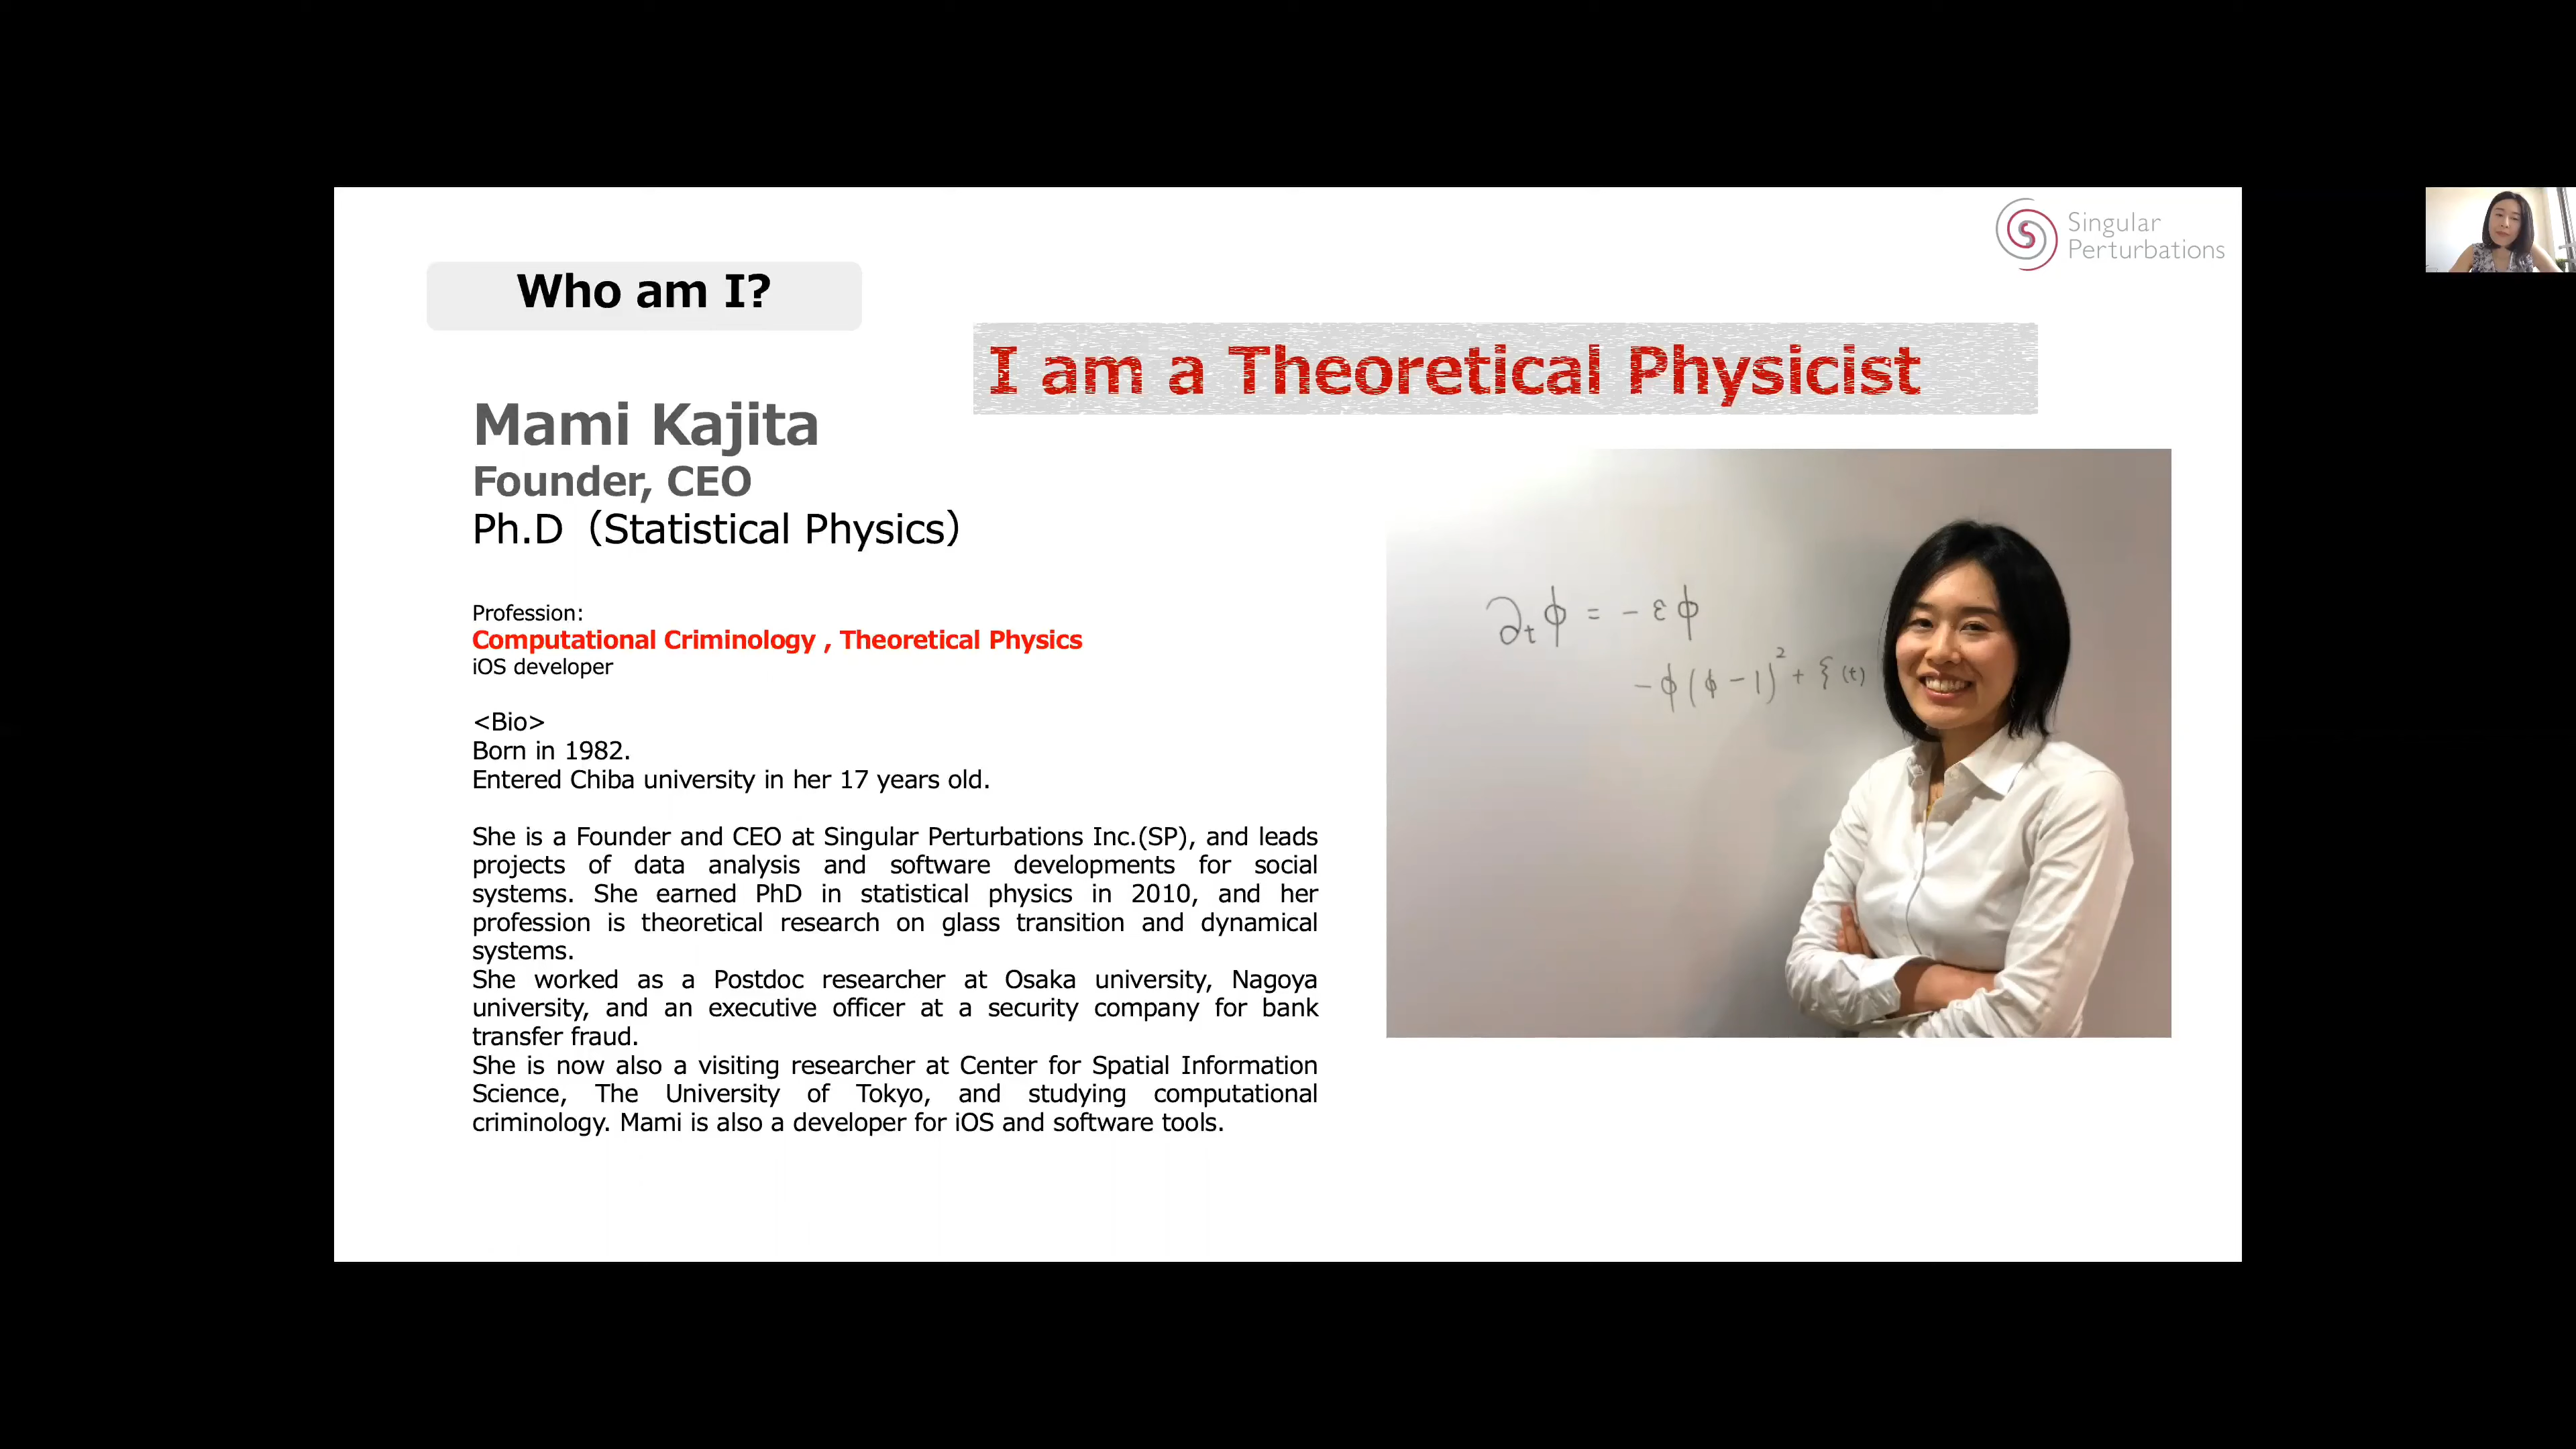 Singular
Perturbations
Who am I?
I am a Theoretical Physicist
Mami Kajita
Founder, CEO
Ph.D（Statistical Physics）
Profession:
Computational Criminology , Theoretical Physics
iOS developer
<Bio>
Born in 1982.
Entered Chiba university in her 17 years old.
She is a Founder and CEO at Singular Perturbations Inc.(SP), and leads
projects of data analysis and software developments for social
systems. She earned PhD in statistical physics in 2010, and her
profession is theoretical research on glass transition and dynamical
systems.
She worked as a Postdoc researcher at Osaka university, Nagoya
university, and an executive officer at a security company for bank
transfer fraud.
She is now also a visiting researcher at Center for Spatial Information
Science, The University of Tokyo, and studying computational
criminology. Mami is also a developer for iOS and software tools.
∂tϕ = - εϕ
- ϕ(ϕ - 1)² + ξ(t)